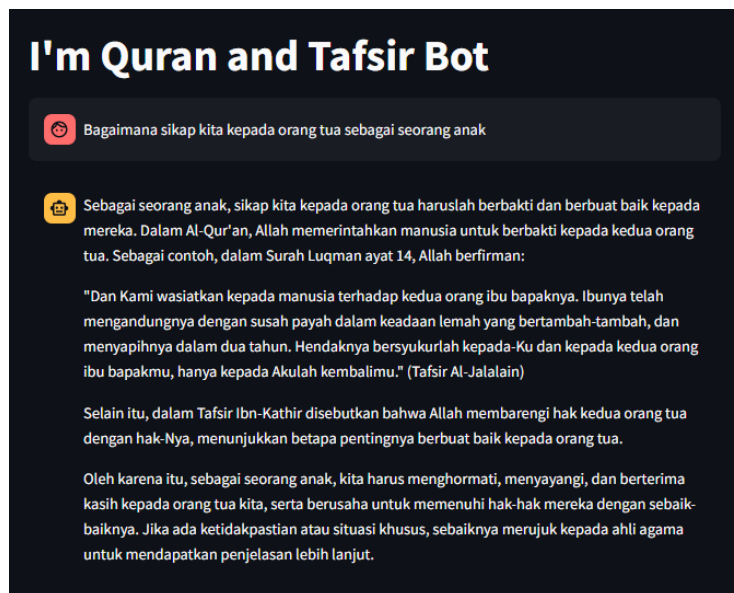 I'm Quran and Tafsir Bot
Bagaimana sikap kita kepada orang tua sebagai seorang anak
Sebagai seorang anak, sikap kita kepada orang tua haruslah berbakti dan berbuat baik kepada
mereka. Dalam Al-Qur'an, Allah memerintahkan manusia untuk berbakti kepada kedua orang
tua. Sebagai contoh, dalam Surah Luqman ayat 14, Allah berfirman:
"Dan Kami wasiatkan kepada manusia terhadap kedua orang ibu bapaknya. Ibunya telah
mengandungnya dengan susah payah dalam keadaan lemah yang bertambah-tambah, dan
menyapihnya dalam dua tahun. Hendaknya bersyukurlah kepada-Ku dan kepada kedua orang
ibu bapakmu, hanya kepada Akulah kembalimu." (Tafsir Al-Jalalain)
Selain itu, dalam Tafsir Ibn-Kathir disebutkan bahwa Allah membarengi hak kedua orang tua
dengan hak-Nya, menunjukkan betapa pentingnya berbuat baik kepada orang tua.
Oleh karena itu, sebagai seorang anak, kita harus menghormati, menyayangi, dan berterima
kasih kepada orang tua kita, serta berusaha untuk memenuhi hak-hak mereka dengan sebaik-
baiknya. Jika ada ketidakpastian atau situasi khusus, sebaiknya merujuk kepada ahli agama
untuk mendapatkan penjelasan lebih lanjut.